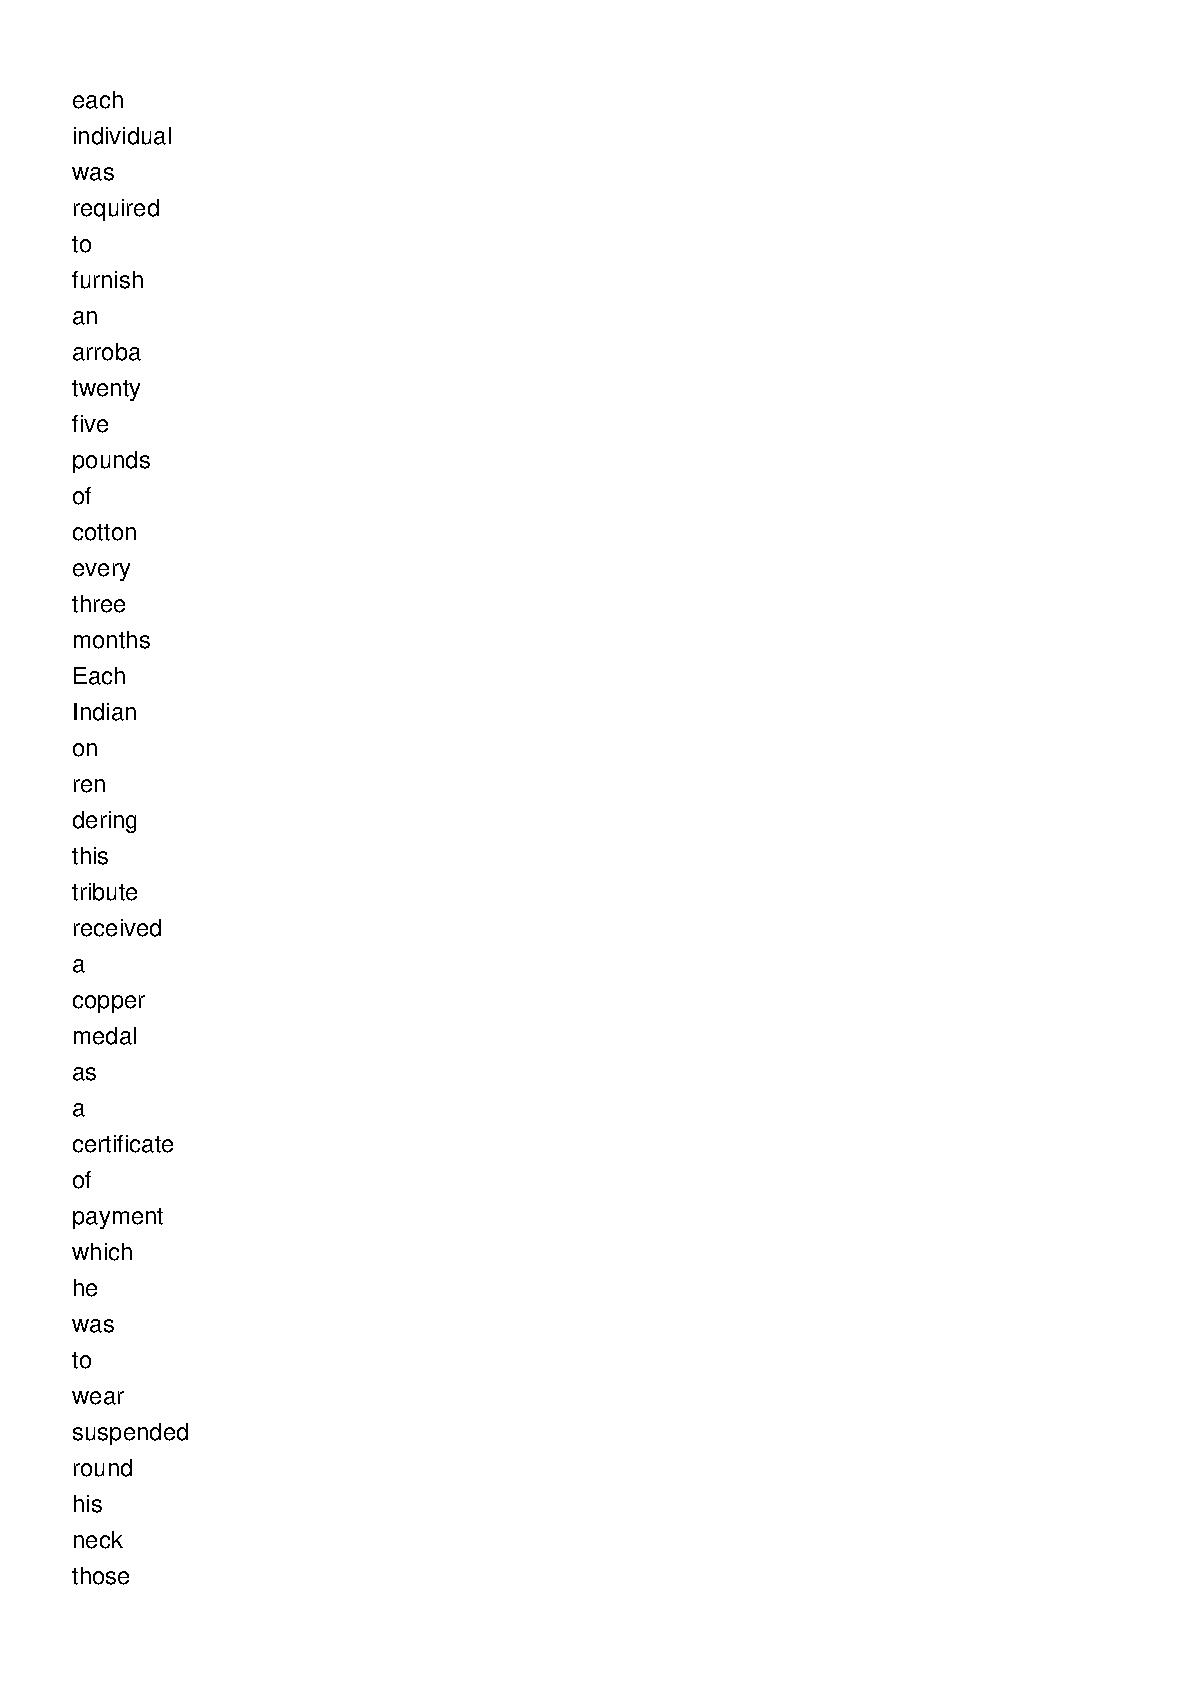 each
individual
was
required
to
furnish
an
arroba
twenty
five
pounds
of
cotton
every
three
months
Each
Indian
on
ren
dering
this
tribute
received
a
copper
medal
as
a
certificate
of
payment
which
he
was
to
wear
suspended
round
his
neck
those